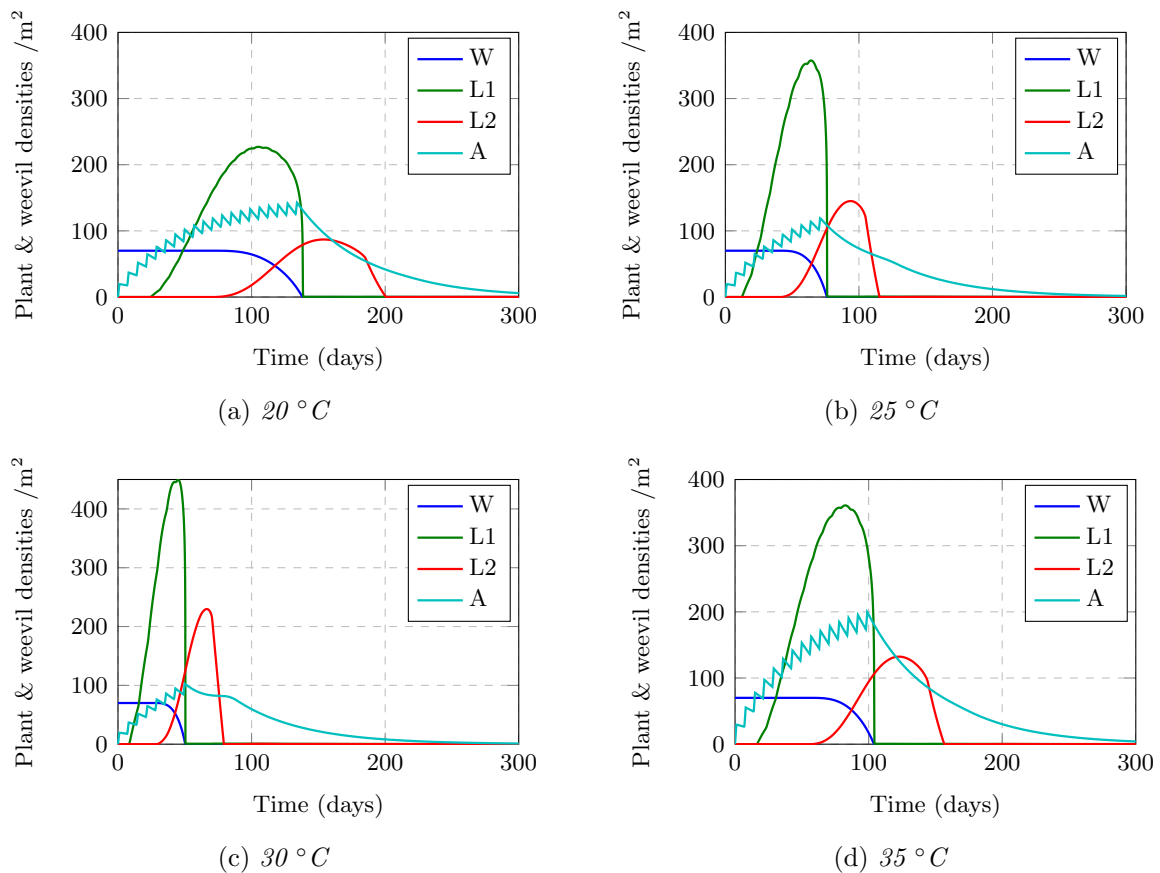 Plant & weevil densities /m²
400
300
200
100
0
0 100 200 300
Time (days)
W
L1
L2
A
(a) 20 °C
Plant & weevil densities /m²
400
300
200
100
0
0 100 200 300
Time (days)
W
L1
L2
A
(b) 25 °C
Plant & weevil densities /m²
400
300
200
100
0
0 100 200 300
Time (days)
W
L1
L2
A
(c) 30 °C
Plant & weevil densities /m²
400
300
200
100
0
0 100 200 300
Time (days)
W
L1
L2
A
(d) 35 °C